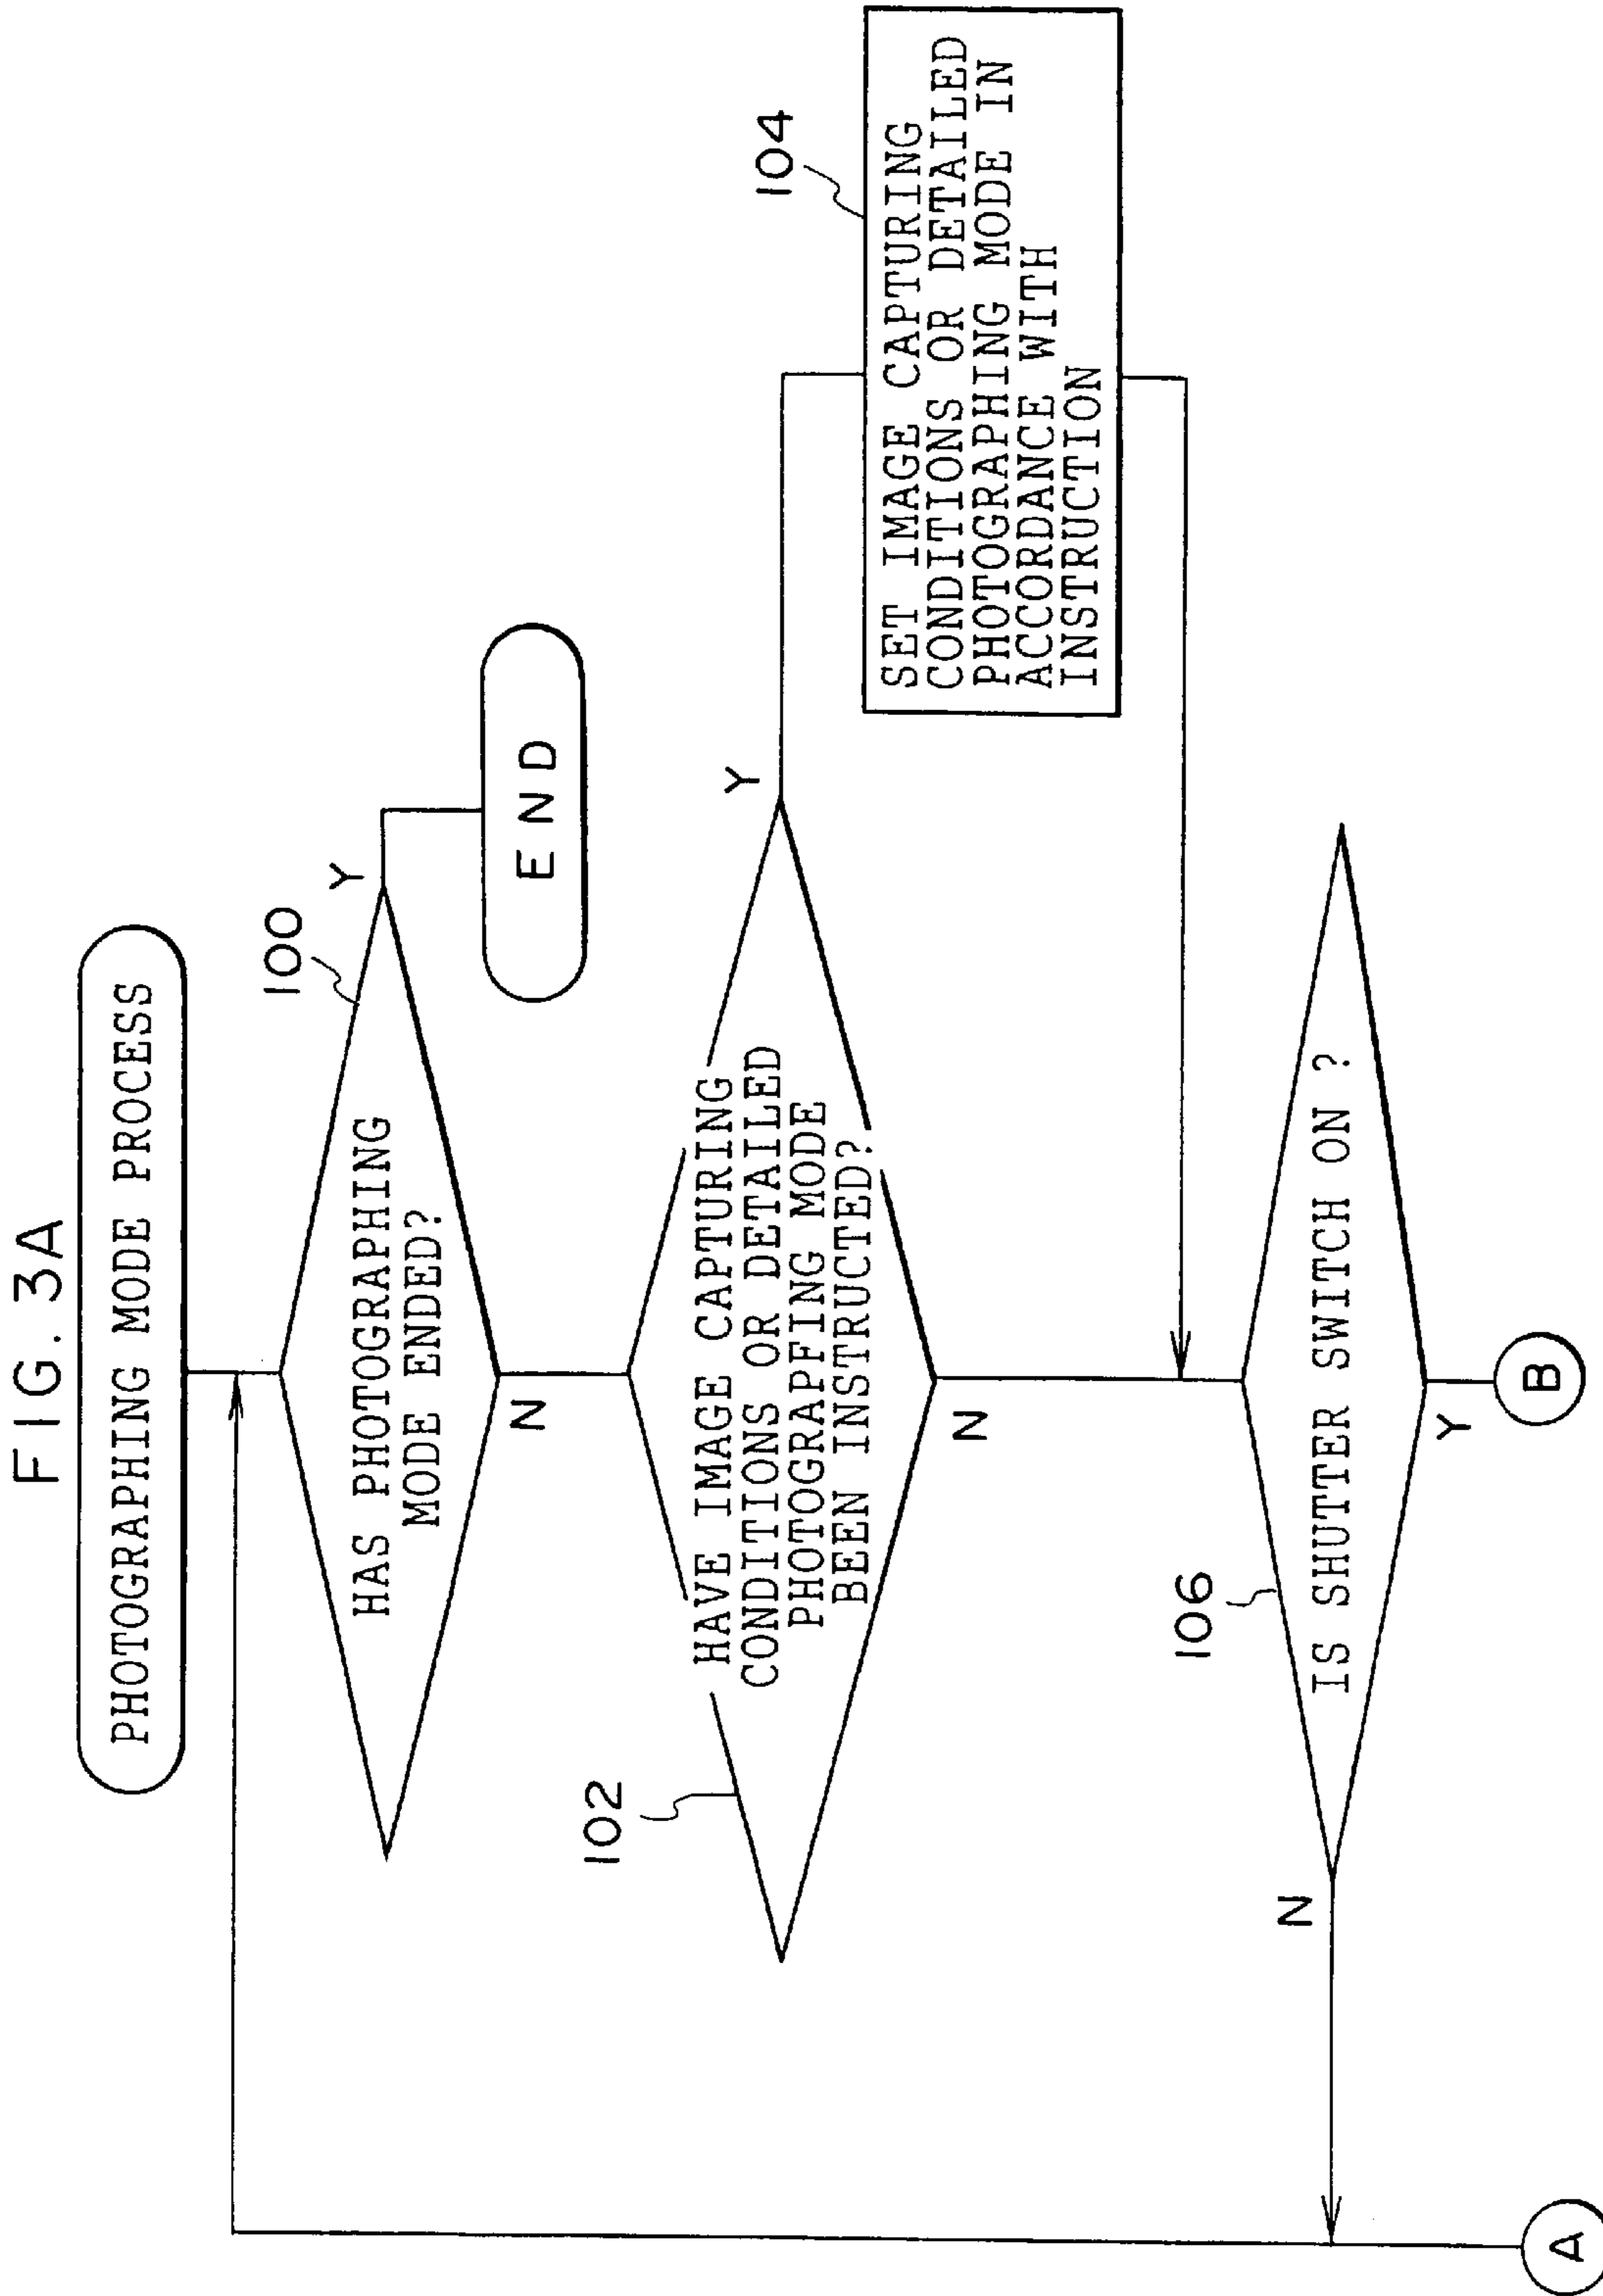 FIG. 3A
PHOTOGRAPHING MODE PROCESS
100
HAS PHOTOGRAPHING
MODE ENDED?
Y
N
END
102
HAVE IMAGE CAPTURING
CONDITIONS OR DETAILED
PHOTOGRAPFING MODE
BEEN INSTRUCTED?
Y
N
104
SET IMAGE CAPTURING
CONDITIONS OR DETAILED
PHOTOGRAPHING MODE IN
ACCORDANCE WITH
INSTRUCTION
106
IS SHUTTER SWITCH ON ?
N
Y
A
B